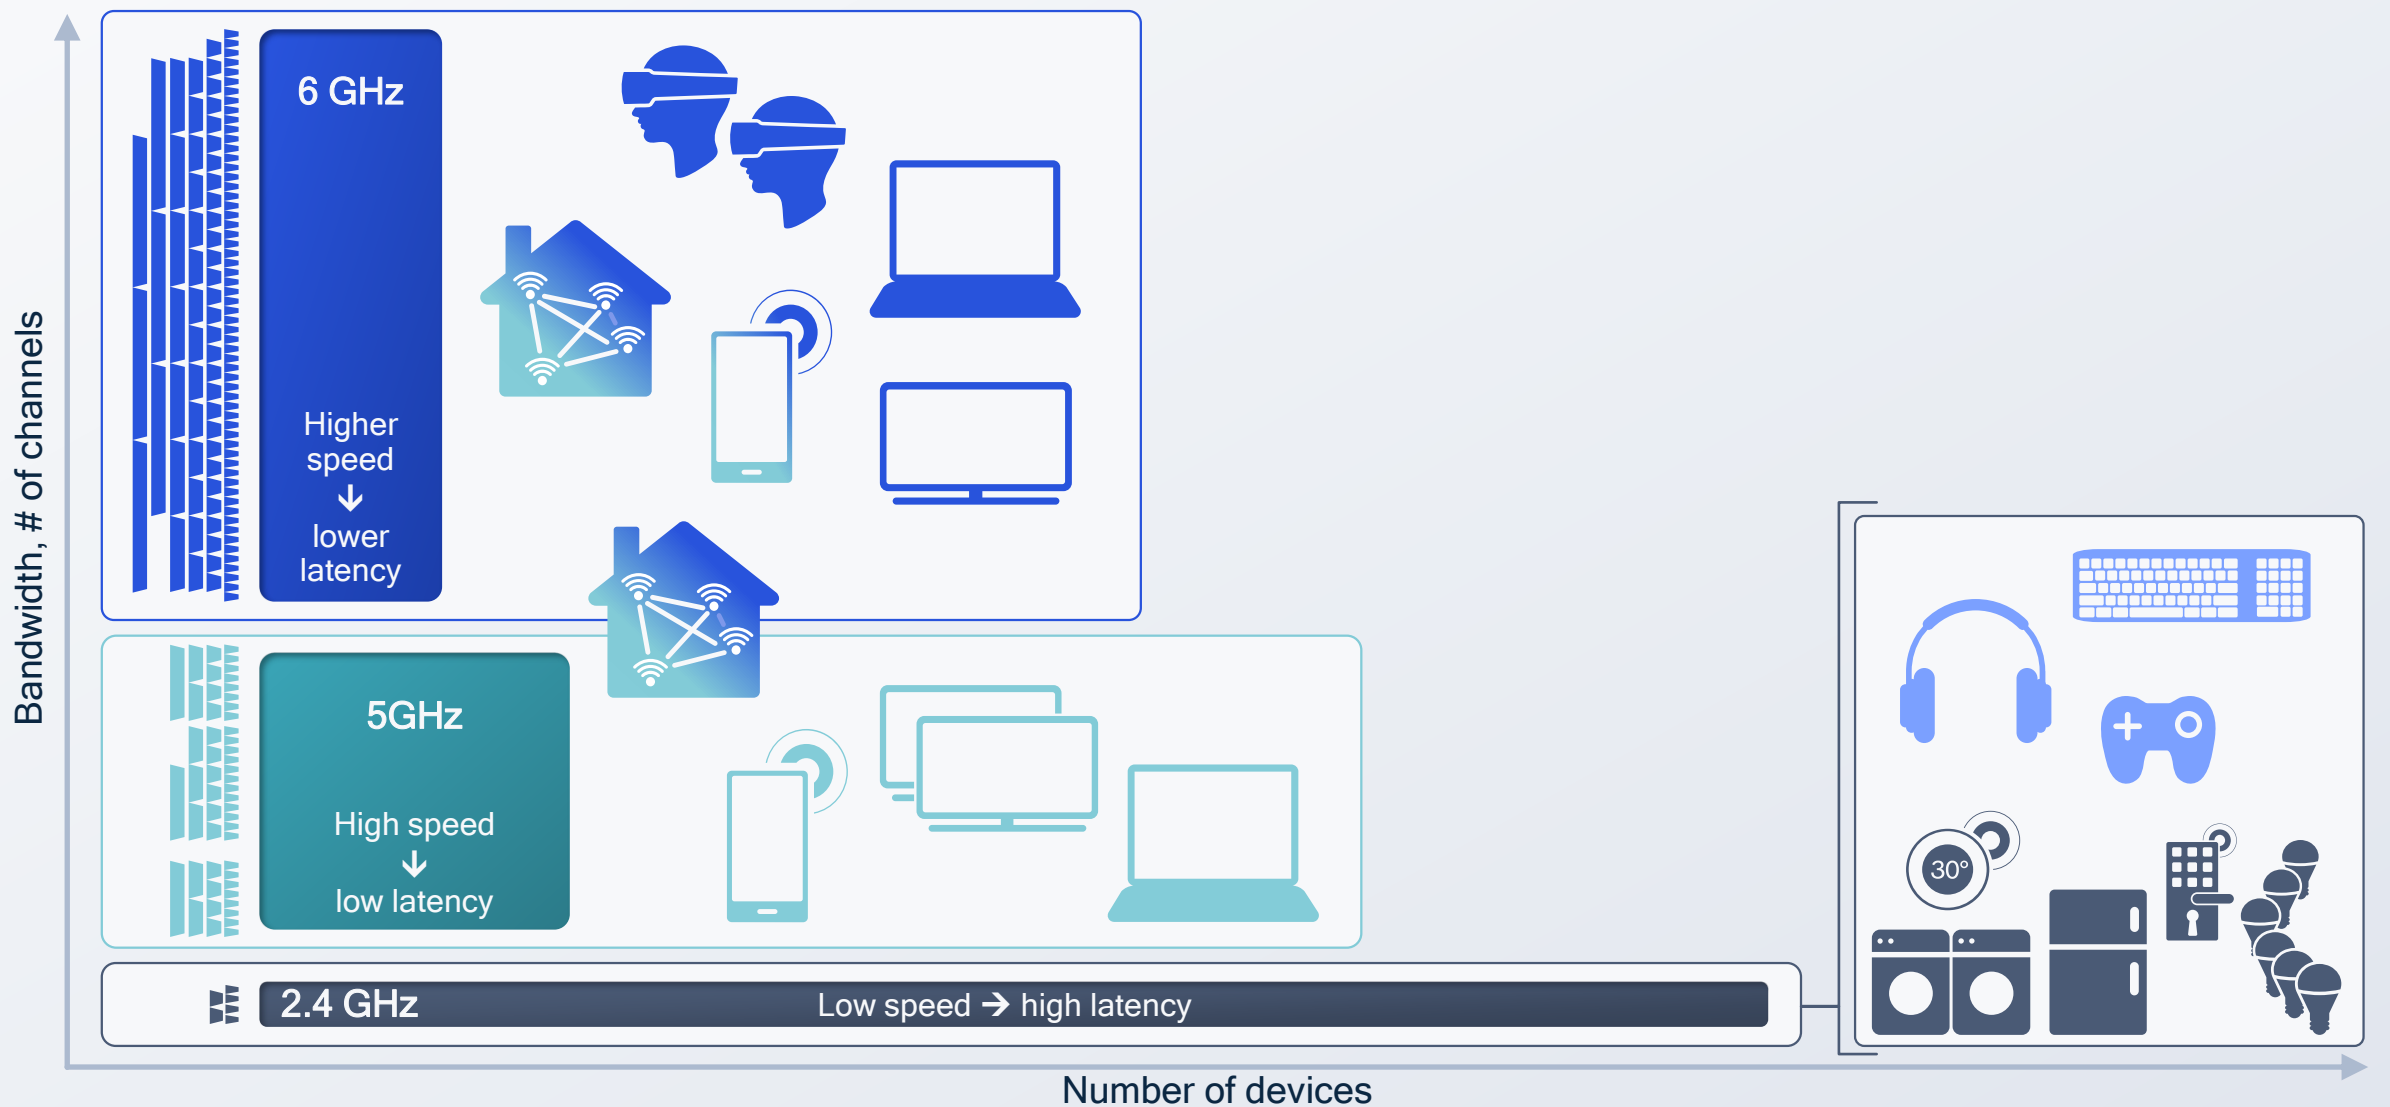 Bandwidth, # of channels
6 GHz
Higher
speed
↓
lower
latency
5GHz
High speed
↓
low latency
2.4 GHz
Low speed → high latency
30°
Number of devices